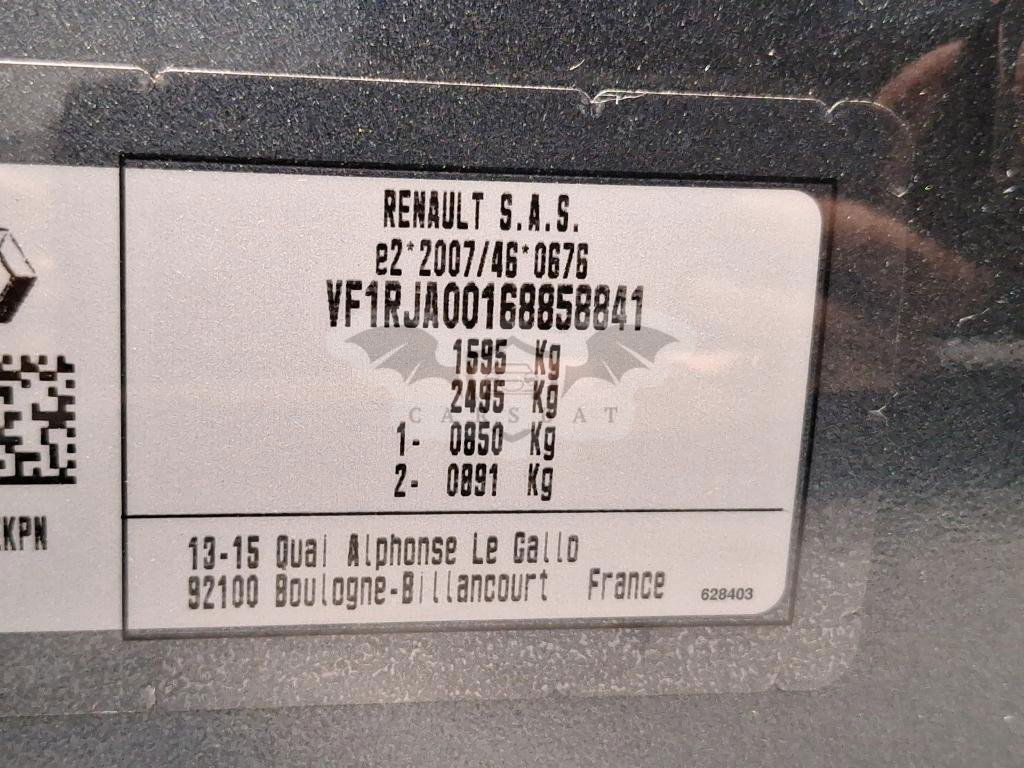 RENAULT S.A.S.
e2*2007/46*0676
VF1RJA00168858841
1595 Kg
CARSBAT
2495 Kg
1- 0850 Kg
2- 0891 Kg
KPN
13-15 Quai Alphonse Le Gallo
92100 Boulogne-Billancourt France
628403